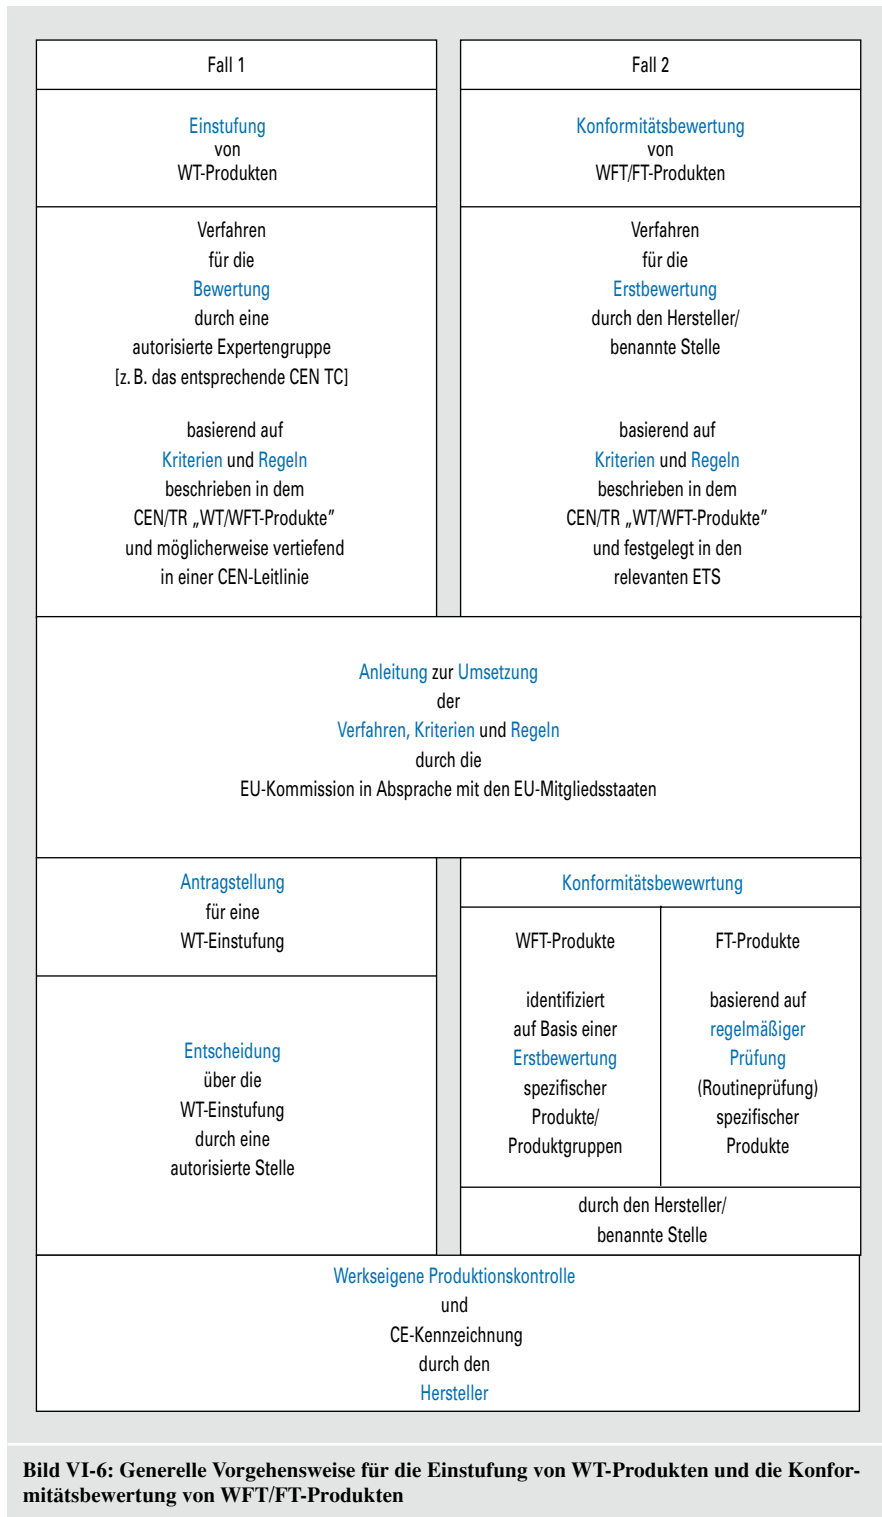 Fall 1
Einstufung
von
WT-Produkten
Verfahren
für die
Bewertung
durch eine
autorisierte Expertengruppe
[z. B. das entsprechende CEN TC]
basierend auf
Kriterien und Regeln
beschrieben in dem
CEN/TR „WT/WFT-Produkte"
und möglicherweise vertiefend
in einer CEN-Leitlinie
Fall 2
Konformitätsbewertung
von
WFT/FT-Produkten
Verfahren
für die
Erstbewertung
durch den Hersteller/
benannte Stelle
basierend auf
Kriterien und Regeln
beschrieben in dem
CEN/TR „WT/WFT-Produkte"
und festgelegt in den
relevanten ETS
Anleitung zur Umsetzung
der
Verfahren, Kriterien und Regeln
durch die
EU-Kommission in Absprache mit den EU-Mitgliedsstaaten
Antragstellung
für eine
WT-Einstufung
Entscheidung
über die
WT-Einstufung
durch eine
autorisierte Stelle
Konformitätsbewewrtung
WFT-Produkte
identifiziert
auf Basis einer
Erstbewertung
spezifischer
Produkte/
Produktgruppen
FT-Produkte
basierend auf
regelmäßiger
Prüfung
(Routineprüfung)
spezifischer
Produkte
durch den Hersteller/
benannte Stelle
Werkseigene Produktionskontrolle
und
CE-Kennzeichnung
durch den
Hersteller
Bild VI-6: Generelle Vorgehensweise für die Einstufung von WT-Produkten und die Konfor-
mitätsbewertung von WFT/FT-Produkten